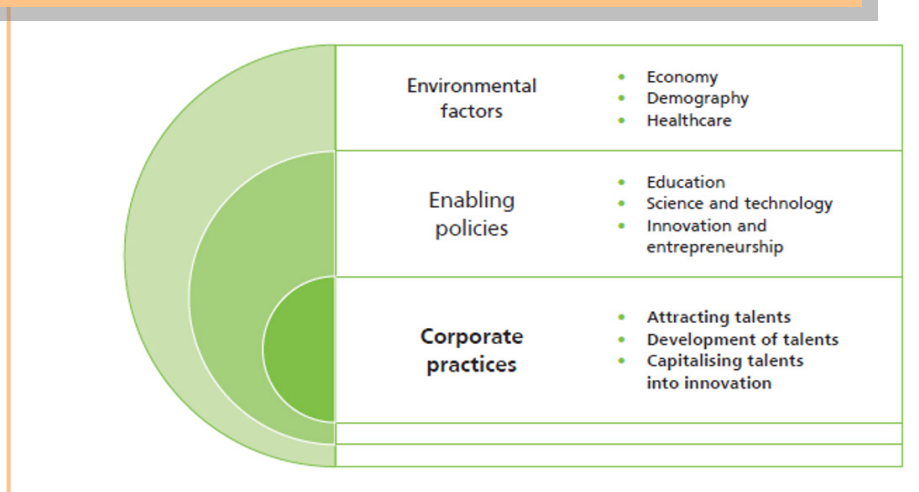 Environmental
factors
• Economy
• Demography
• Healthcare
Enabling
policies
• Education
• Science and technology
• Innovation and
entrepreneurship
Corporate
practices
• Attracting talents
• Development of talents
• Capitalising talents
into innovation